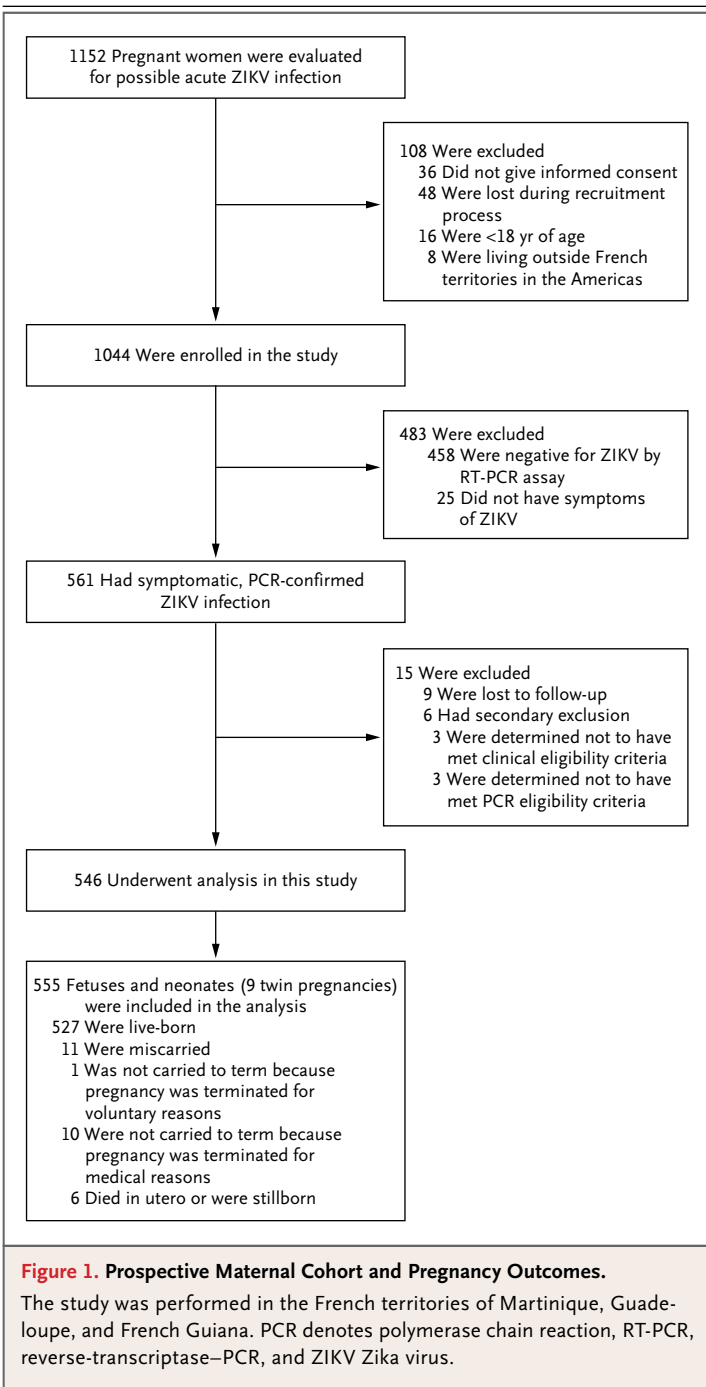 1152 Pregnant women were evaluated
for possible acute ZIKV infection
108 Were excluded
36 Did not give informed consent
48 Were lost during recruitment
process
16 Were <18 yr of age
8 Were living outside French
territories in the Americas
1044 Were enrolled in the study
483 Were excluded
458 Were negative for ZIKV by
RT-PCR assay
25 Did not have symptoms
of ZIKV
561 Had symptomatic, PCR-confirmed
ZIKV infection
15 Were excluded
9 Were lost to follow-up
6 Had secondary exclusion
3 Were determined not to have
met clinical eligibility criteria
3 Were determined not to have
met PCR eligibility criteria
546 Underwent analysis in this study
555 Fetuses and neonates (9 twin pregnancies)
were included in the analysis
527 Were live-born
11 Were miscarried
1 Was not carried to term because
pregnancy was terminated for
voluntary reasons
10 Were not carried to term because
pregnancy was terminated for
medical reasons
6 Died in utero or were stillborn
Figure 1. Prospective Maternal Cohort and Pregnancy Outcomes.
The study was performed in the French territories of Martinique, Guade-
loupe, and French Guiana. PCR denotes polymerase chain reaction, RT-PCR,
reverse-transcriptase–PCR, and ZIKV Zika virus.